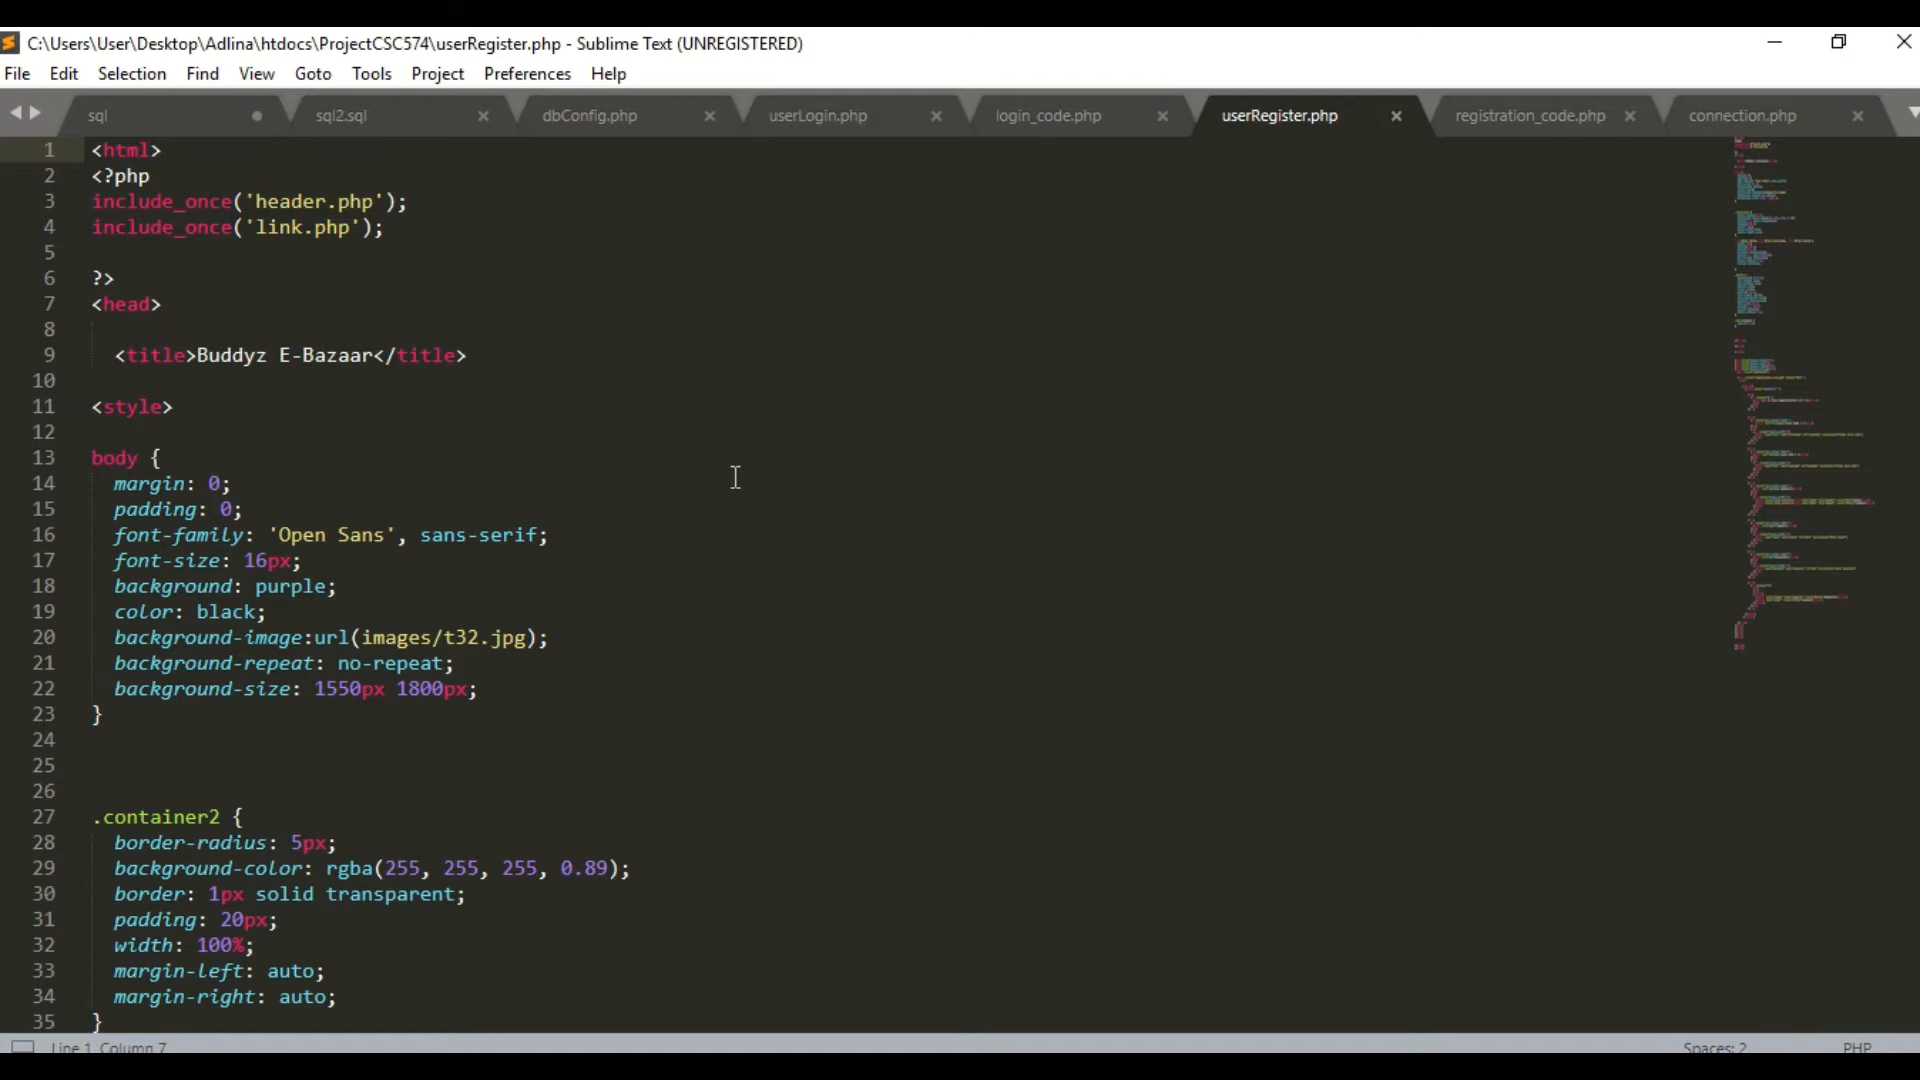 C:\Users\User\Desktop\Adlina\htdocs\ProjectCSC574\userRegister.php - Sublime Text (UNREGISTERED)
File Edit Selection Find View Goto Tools Project Preferences Help
sql sql2.sql dbConfig.php userLogin.php login_code.php userRegister.php registration_code.php connection.php
1 <html>
2 <?php
3 include_once('header.php');
4 include_once('link.php');
5
6 ?>
7 <head>
8
9 <title>Buddyz E-Bazaar</title>
10
11 <style>
12
13 body {
14 margin: 0;
15 padding: 0;
16 font-family: 'Open Sans', sans-serif;
17 font-size: 16px;
18 background: purple;
19 color: black;
20 background-image:url(images/t32.jpg);
21 background-repeat: no-repeat;
22 background-size: 1550px 1800px;
23 }
24
25
26
27 .container2 {
28 border-radius: 5px;
29 background-color: rgba(255, 255, 255, 0.89);
30 border: 1px solid transparent;
31 padding: 20px;
32 width: 100%;
33 margin-left: auto;
34 margin-right: auto;
35 }
Line 1, Column 7 Spaces: 2 PHP